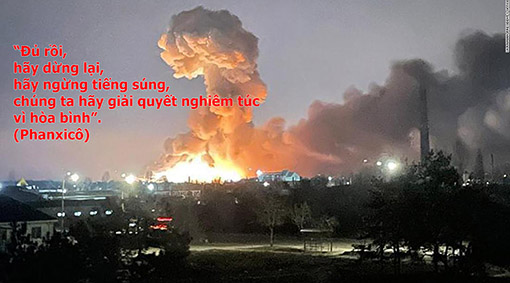 “Đủ rồi,
hãy dừng lại,
hãy ngừng tiếng súng,
chúng ta hãy giải quyết nghiêm túc
vì hòa bình”.
(Phanxicô)